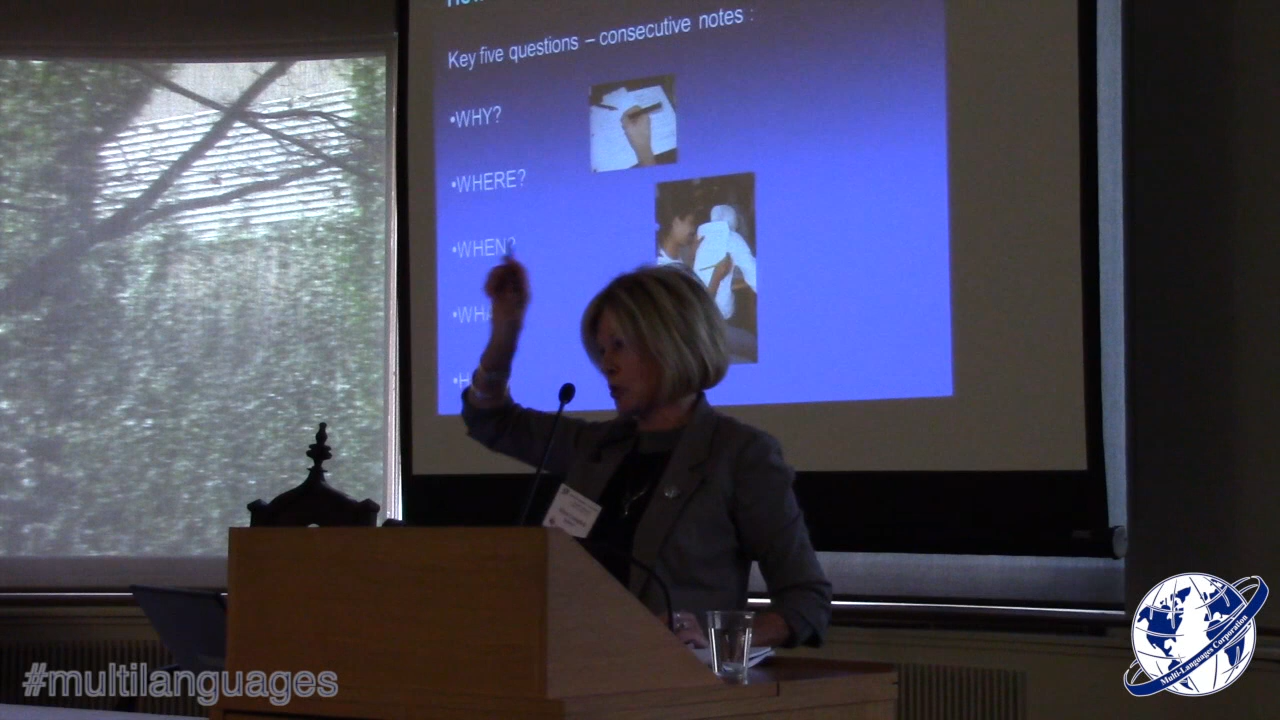 Key five questions – consecutive notes :
•WHY?
•WHERE?
•WHEN?
#multilanguages
Multi-Languages Corporation